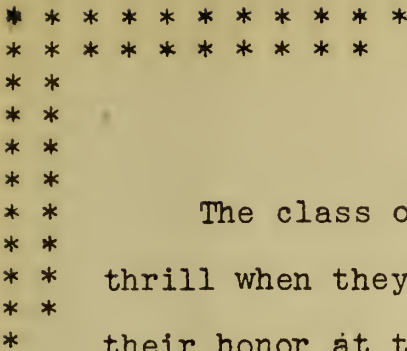 * * * * * * * * * * * *
* * * * * * * * * * *
* *
* *
* *
* *
* * The class o
* *
* * thrill when they
* *
* their honor at t